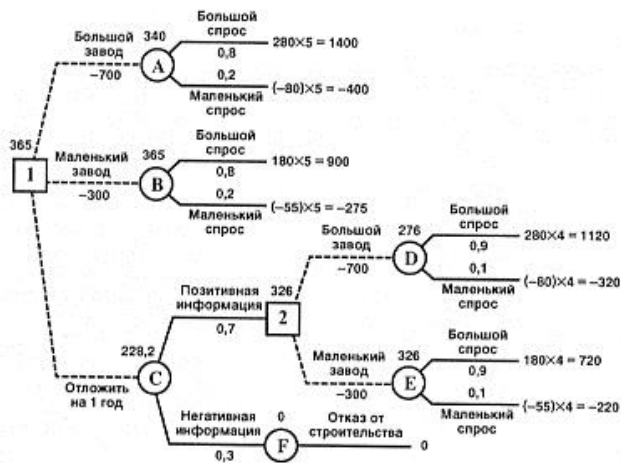 Большой
спрос
340
280×5 = 1400
Большой
завод
0,8
A
–700
0,2
(–80)×5 = –400
Маленький
спрос
Большой
спрос
365
365
180×5 = 900
Маленький
завод
0,8
1
B
–300
0,2
(–55)×5 = –275
Маленький
спрос
Большой
спрос
276
280×4 = 1120
Большой
завод
0,9
D
–700
0,1
(–80)×4 = –320
Маленький
спрос
Позитивная
информация
326
0,7
2
228,2
C
Большой
спрос
326
180×4 = 720
Маленький
завод
0,9
E
–300
0,1
(–55)×4 = –220
Маленький
спрос
Отложить
на 1 год
Негативная
информация
0
0,3
F
Отказ от
строительства
0